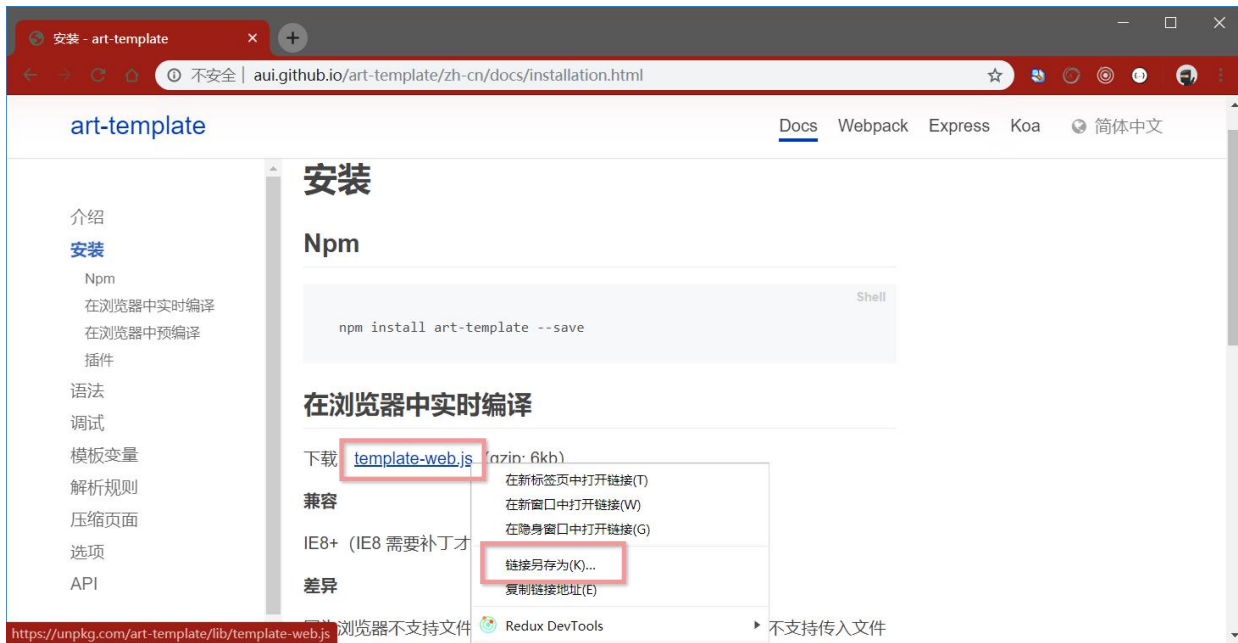 安装 - art-template
不安全 | aui.github.io/art-template/zh-cn/docs/installation.html
art-template
Docs Webpack Express Koa 简体中文
介绍
安装
Npm
在浏览器中实时编译
在浏览器中预编译
插件
语法
调试
模板变量
解析规则
压缩页面
选项
API
安装
Npm
Shell
npm install art-template --save
在浏览器中实时编译
下载 template-web.js (gzip: 6kb)
兼容
IE8+（IE8 需要补丁才
差异
浏览器不支持文件
不支持传入文件
在新标签页中打开链接(T)
在新窗口中打开链接(W)
在隐身窗口中打开链接(G)
链接另存为(K)...
复制链接地址(E)
Redux DevTools
https://unpkg.com/art-template/lib/template-web.js